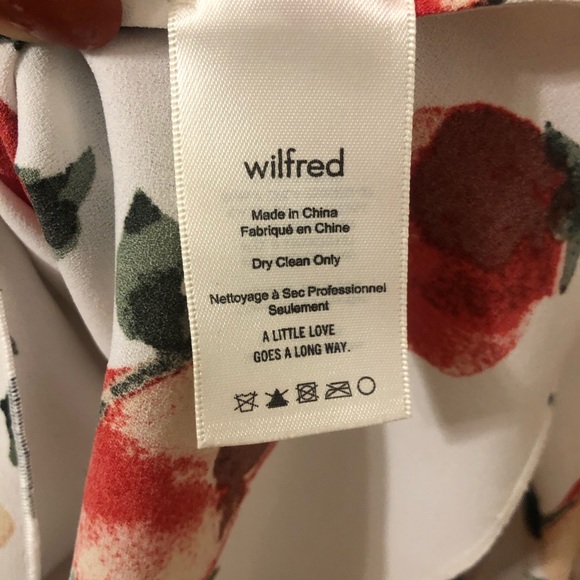 wilfred
Made in China
Fabriqué en Chine
Dry Clean Only
Nettoyage à Sec Professionnel
Seulement
A LITTLE LOVE
GOES A LONG WAY.